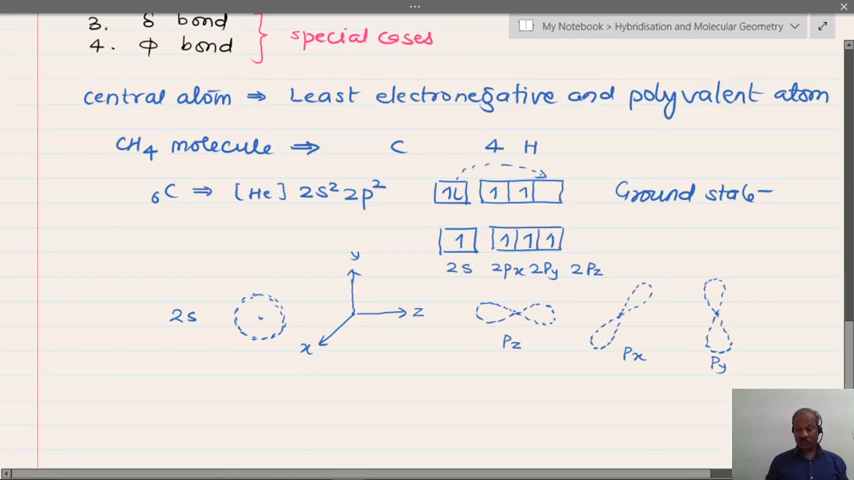 ...
My Notebook > Hybridisation and Molecular Geometry
3. δ bond
4. φ bond
special cases
central atom ⇒ Least electronegative and polyvalent atom
CH4 molecule ⇒ C 4 H
6C ⇒ [He] 2s² 2p² 1L 1 1 Ground state
1 1 1 1
2s 2px 2py 2pz
2s y z x
Pz Px Py